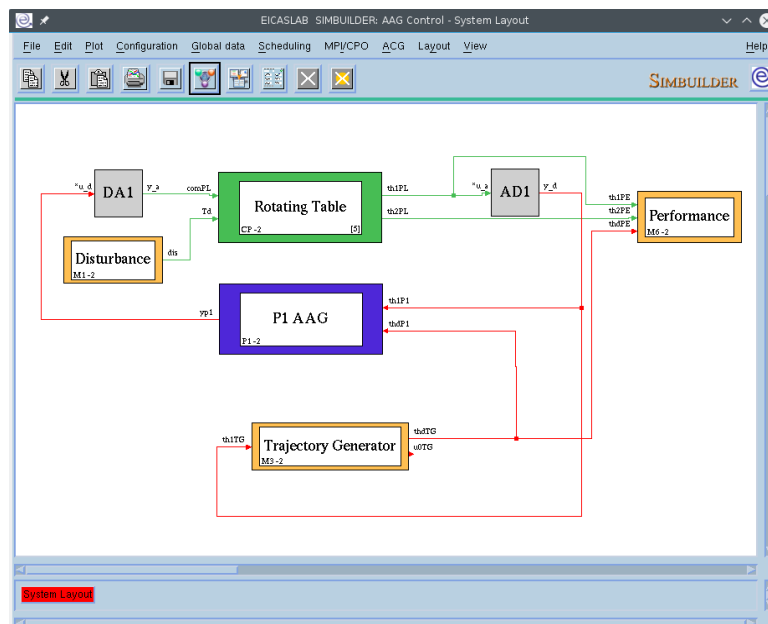 EICASLAB SIMBUILDER: AAG Control - System Layout
File Edit Plot Configuration Global data Scheduling MPI/CPO ACG Layout View Help
SIMBUILDER
*u_d DA1 y_a
comPL
Td
Rotating Table
CP-2 [5]
th1PL
th2PL
*u_a AD1 y_d
th1PE
th2PE
thdPE
Performance
M6-2
Disturbance
M1-2
dis
yp1
P1 AAG
P1-2
th1P1
thdP1
th1TG
Trajectory Generator
M3-2
thdTG
u0TG
System Layout